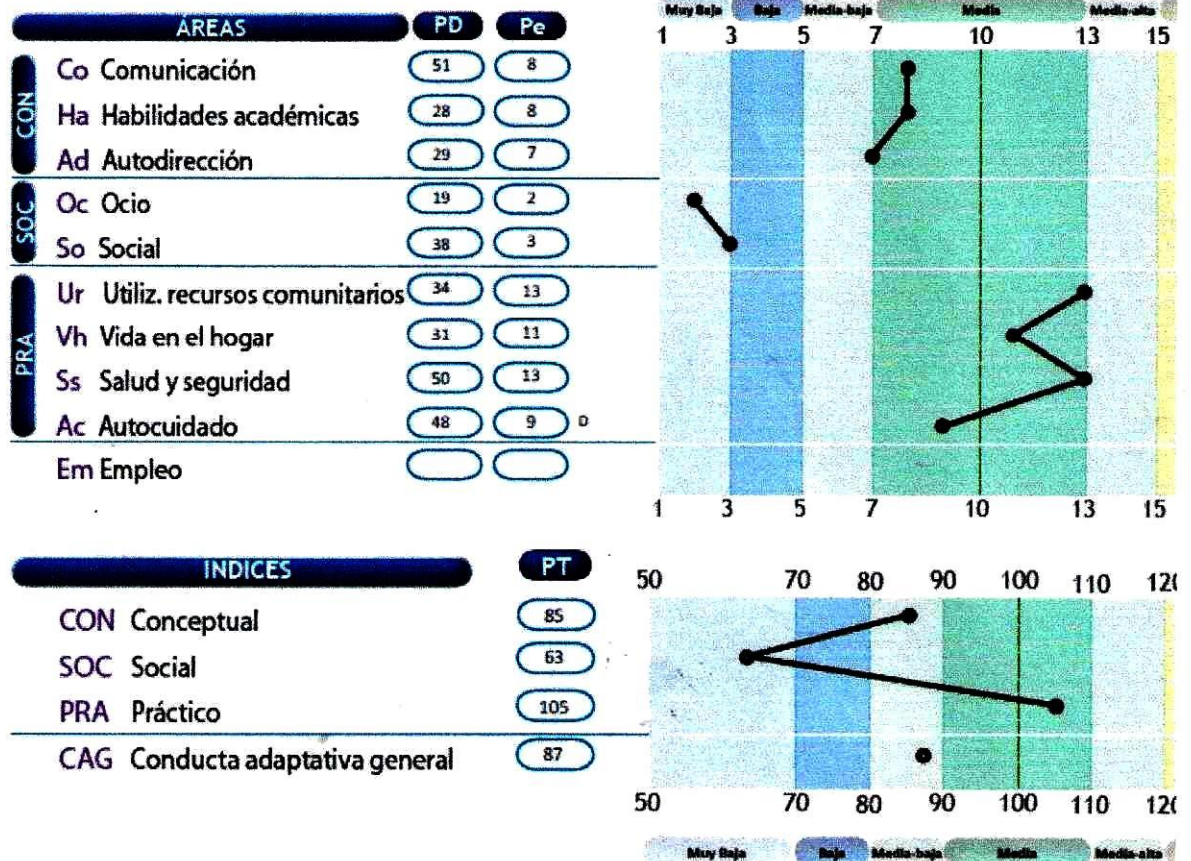 Muy Baja Baja Media-baja Media Media-alta
ÁREAS PD Pe 1 3 5 7 10 13 15
CON
Co Comunicación 51 8
Ha Habilidades académicas 28 8
Ad Autodirección 29 7
SOC
Oc Ocio 19 2
So Social 38 3
PRA
Ur Utiliz. recursos comunitarios 34 13
Vh Vida en el hogar 31 11
Ss Salud y seguridad 50 13
Ac Autocuidado 48 9 D
Em Empleo
1 3 5 7 10 13 15
INDICES PT 50 70 80 90 100 110 12
CON Conceptual 85
SOC Social 63
PRA Práctico 105
CAG Conducta adaptativa general 87
50 70 80 90 100 110 12
Muy Baja Baja Media-baja Media Media-alta